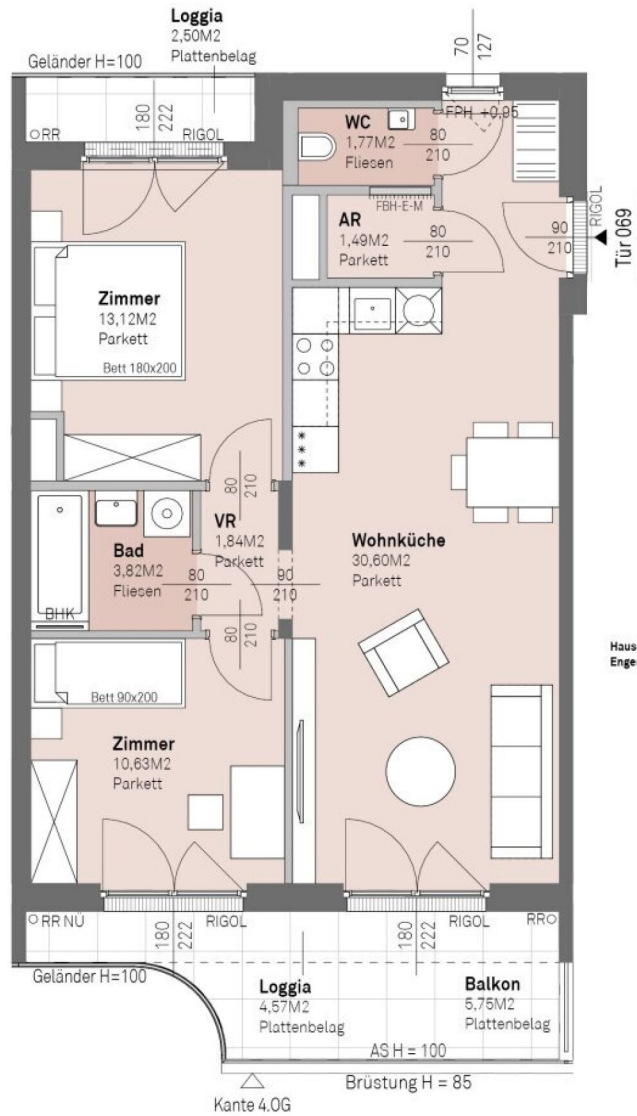 Loggia
2,50M2
Plattenbelag
Geländer H=100
70
127
RR
180
222
RIGOL
WC
1,77M2
Fliesen
80
210
FPH +0,95
FBH-E-M
AR
1,49M2
Parkett
80
210
90
210
RIGOL
Tür 069
Zimmer
13,12M2
Parkett
Bett 180x200
80
210
VR
1,84M2
Parkett
Bad
3,82M2
Fliesen
BHK
80
210
90
210
Wohnküche
30,60M2
Parkett
80
210
Haus
Enge
Bett 90x200
Zimmer
10,63M2
Parkett
RR NÜ
180
222
RIGOL
180
222
RIGOL
RR
Geländer H=100
Loggia
4,57M2
Plattenbelag
Balkon
5,75M2
Plattenbelag
AS H = 100
Brüstung H = 85
Kante 4.OG